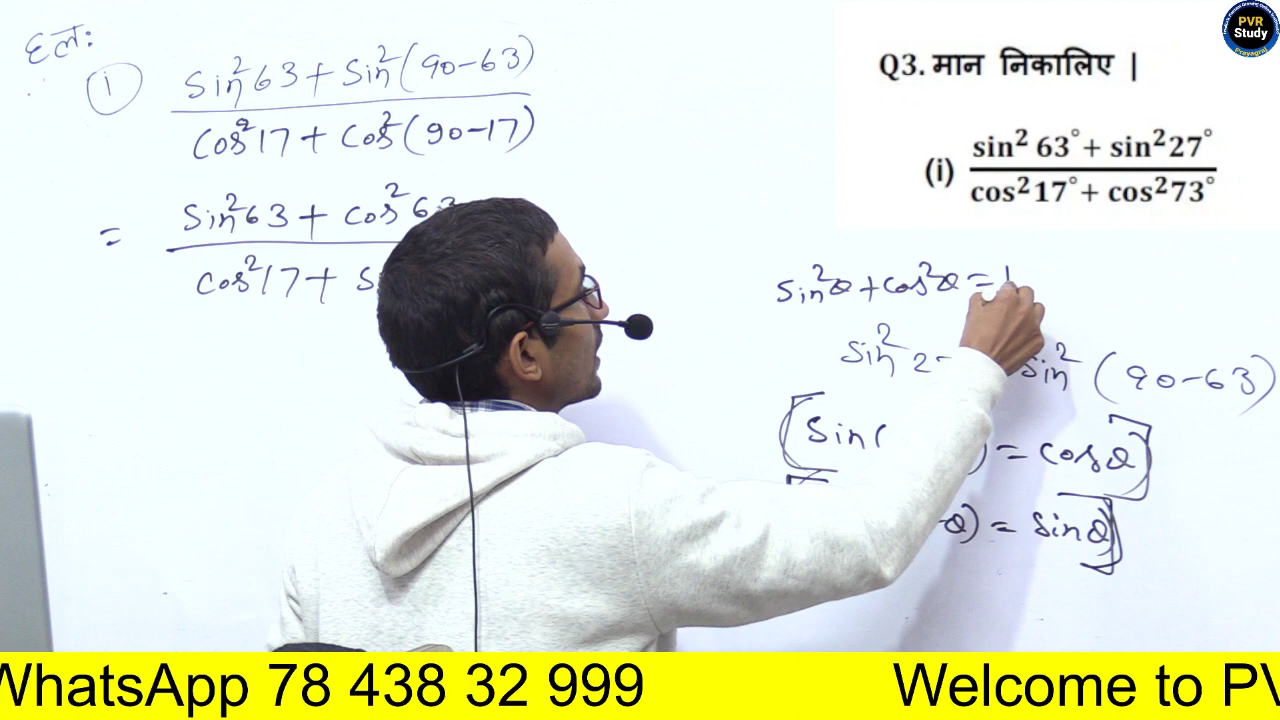 हल:
(i) Sin²63 + Sin²(90-63)
Cos²17 + Cos²(90-17)
= Sin²63 + Cos²63
Cos²17 + S
PVR
Study
Prayagraj
Q3. मान निकालिए |
(i) sin² 63° + sin²27°
cos²17° + cos²73°
Sin²θ + Cos²θ = 1
Sin² 2 Sin² (90-63)
[Sin( ) = Cosθ]
θ) = Sinθ]
WhatsApp 78 438 32 999
Welcome to PV